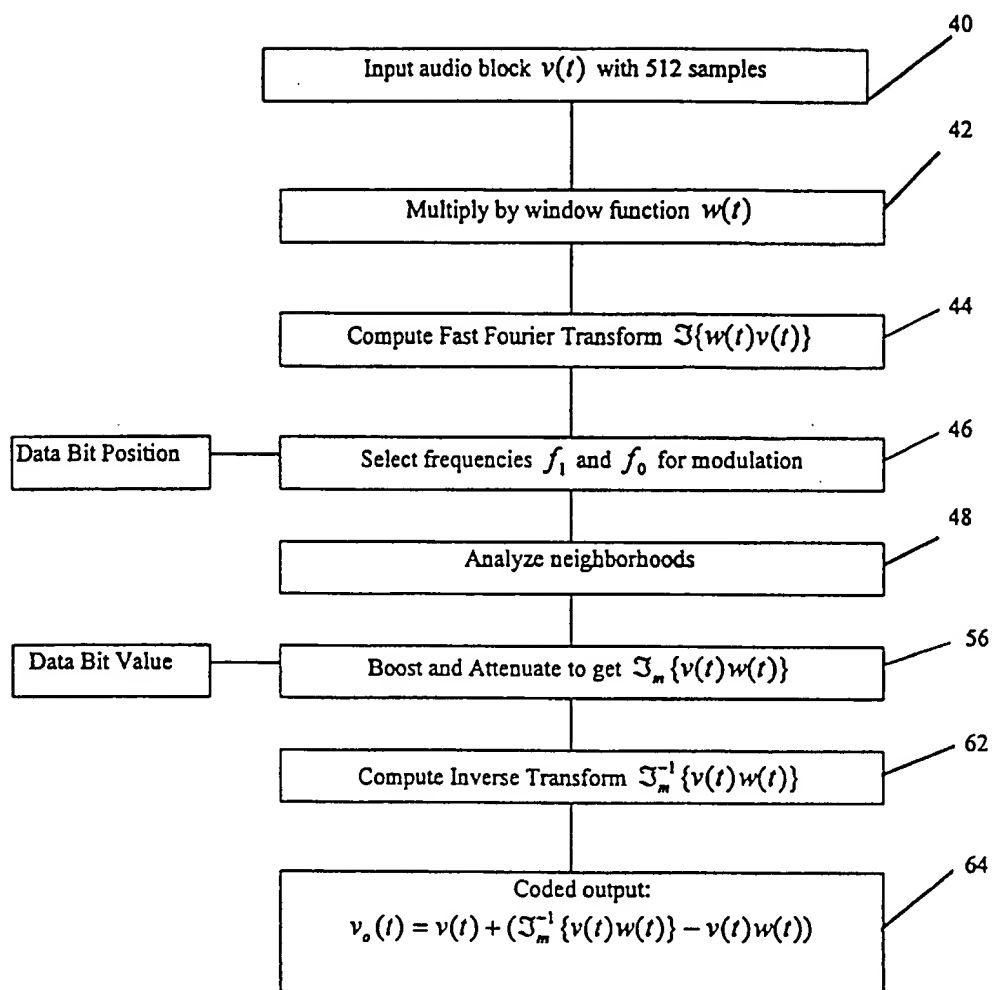 40
Input audio block v(t) with 512 samples
42
Multiply by window function w(t)
44
Compute Fast Fourier Transform ℑ{w(t)v(t)}
46
Data Bit Position
Select frequencies f₁ and f₀ for modulation
48
Analyze neighborhoods
56
Data Bit Value
Boost and Attenuate to get ℑₘ{v(t)w(t)}
62
Compute Inverse Transform ℑₘ⁻¹{v(t)w(t)}
64
Coded output:
vₒ(t) = v(t) + (ℑₘ⁻¹{v(t)w(t)} − v(t)w(t))